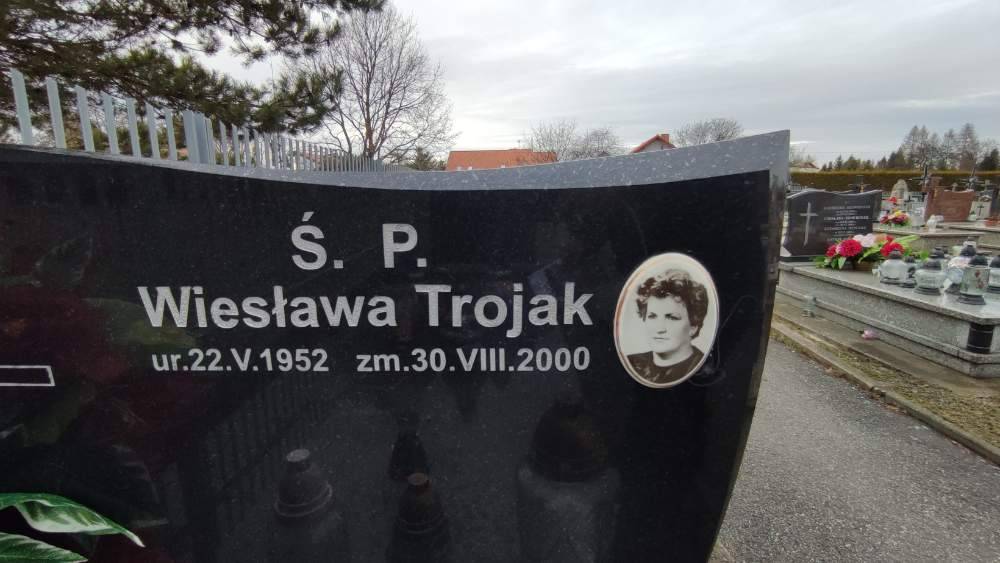 Ś. P.
Wiesława Trojak
ur.22.V.1952 zm.30.VIII.2000